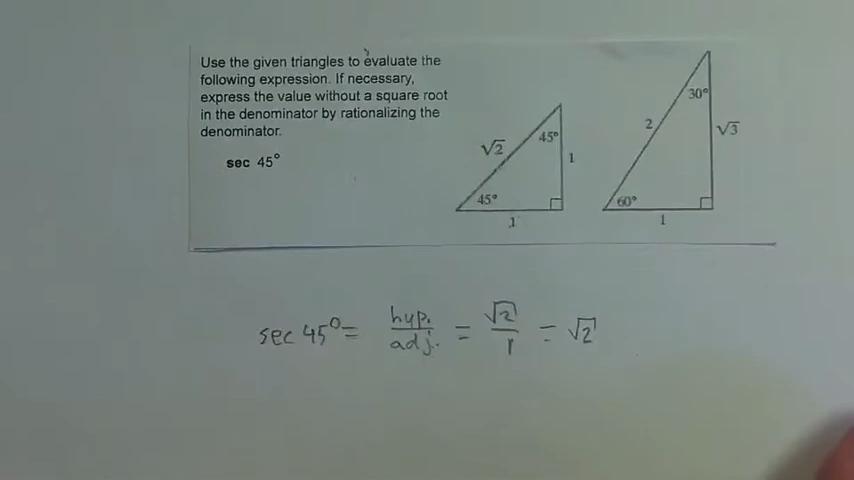 Use the given triangles to evaluate the
following expression. If necessary,
express the value without a square root
in the denominator by rationalizing the
denominator.
sec 45°
√2
45°
1
45°
1
2
30°
√3
60°
1
sec 45° = hyp./adj. = √2/1 = √2